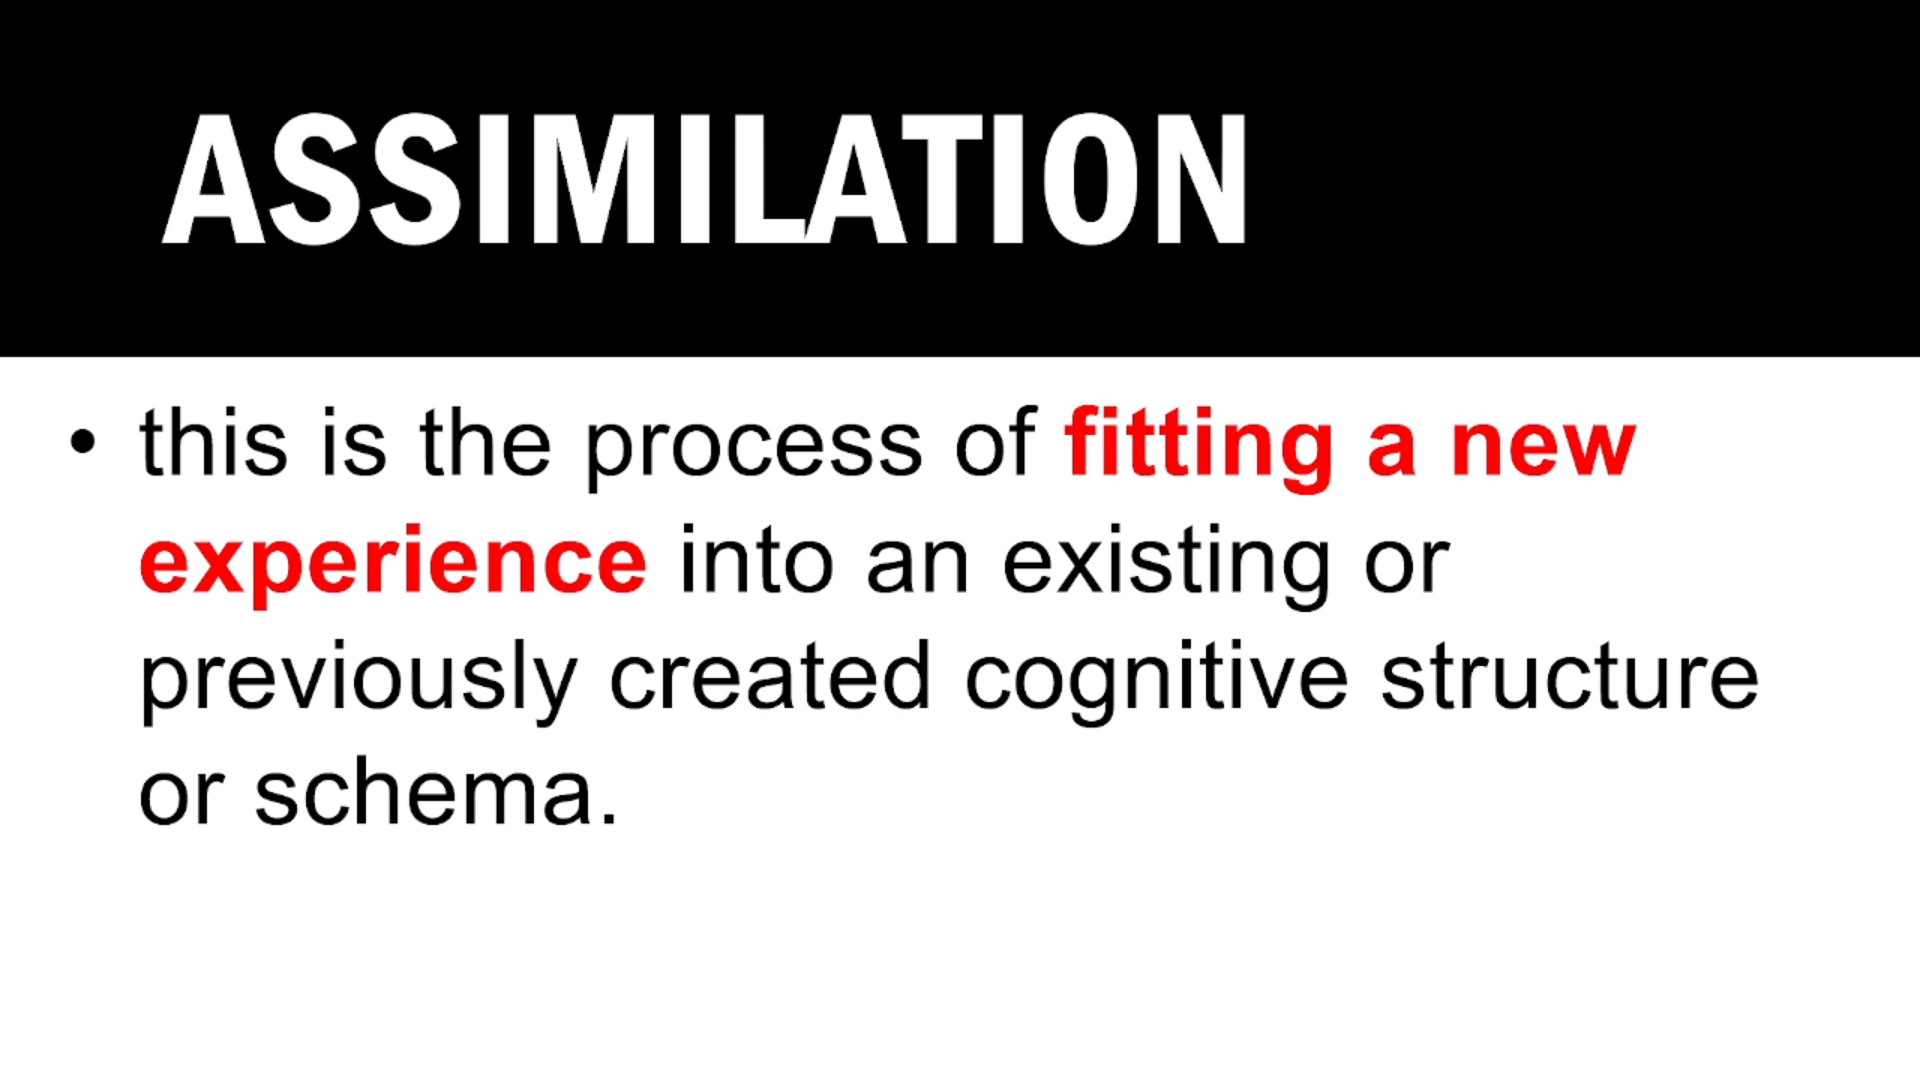 ASSIMILATION
• this is the process of fitting a new
experience into an existing or
previously created cognitive structure
or schema.